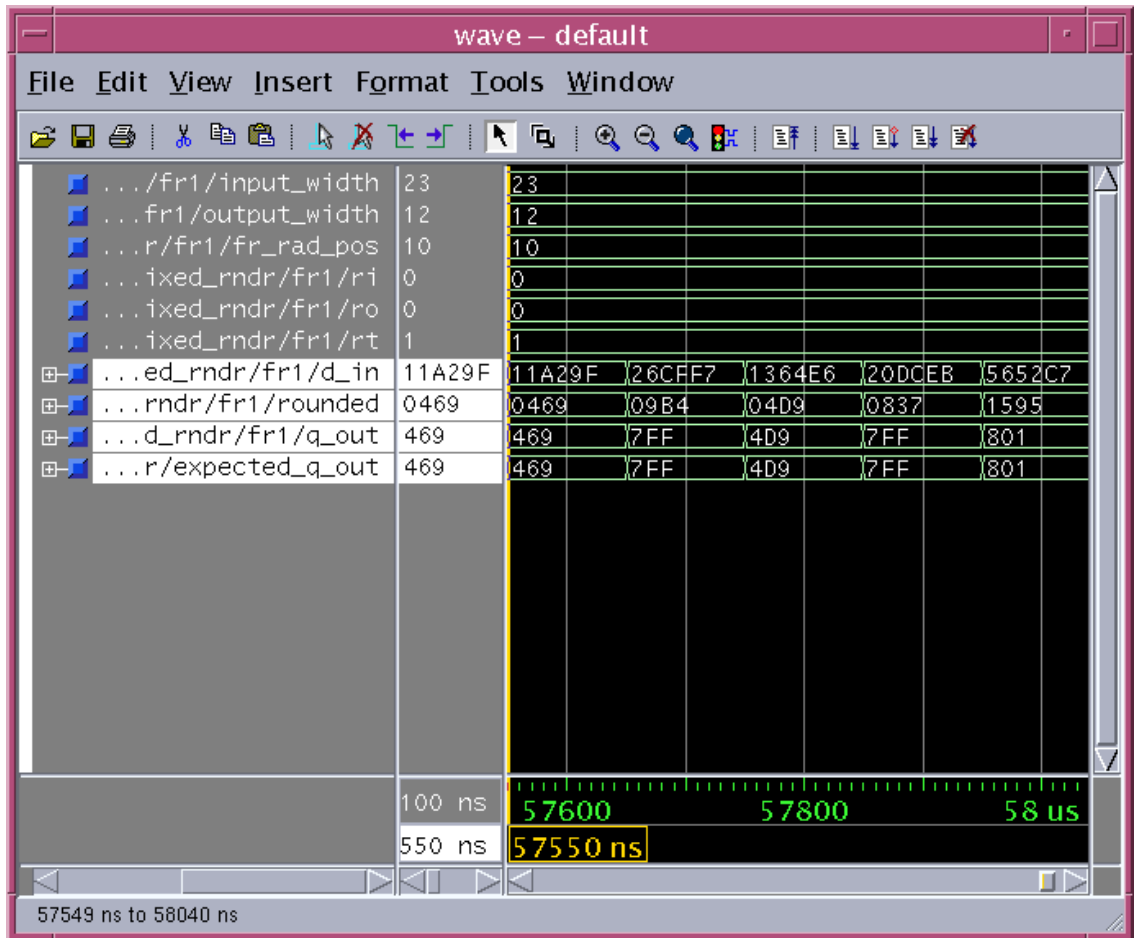 wave – default
File Edit View Insert Format Tools Window
.../fr1/input_width 23 23
...fr1/output_width 12 12
...r/fr1/fr_rad_pos 10 10
...ixed_rndr/fr1/ri 0 0
...ixed_rndr/fr1/ro 0 0
...ixed_rndr/fr1/rt 1 1
...ed_rndr/fr1/d_in 11A29F 11A29F 26CFF7 1364E6 20DCEB 5652C7
...rndr/fr1/rounded 0469 0469 09B4 04D9 0837 1595
...d_rndr/fr1/q_out 469 469 7FF 4D9 7FF 801
...r/expected_q_out 469 469 7FF 4D9 7FF 801
100 ns 57600 57800 58 us
550 ns 57550 ns
57549 ns to 58040 ns